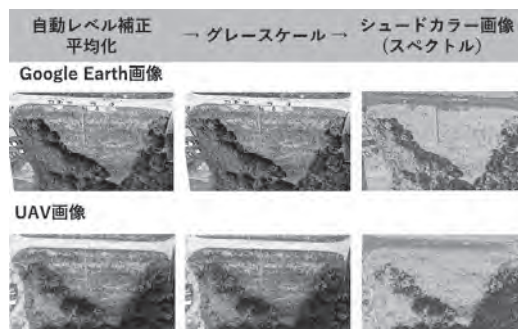 自動レベル補正
平均化
→ グレースケール →
シュードカラー画像
(スペクトル)
Google Earth画像
UAV画像